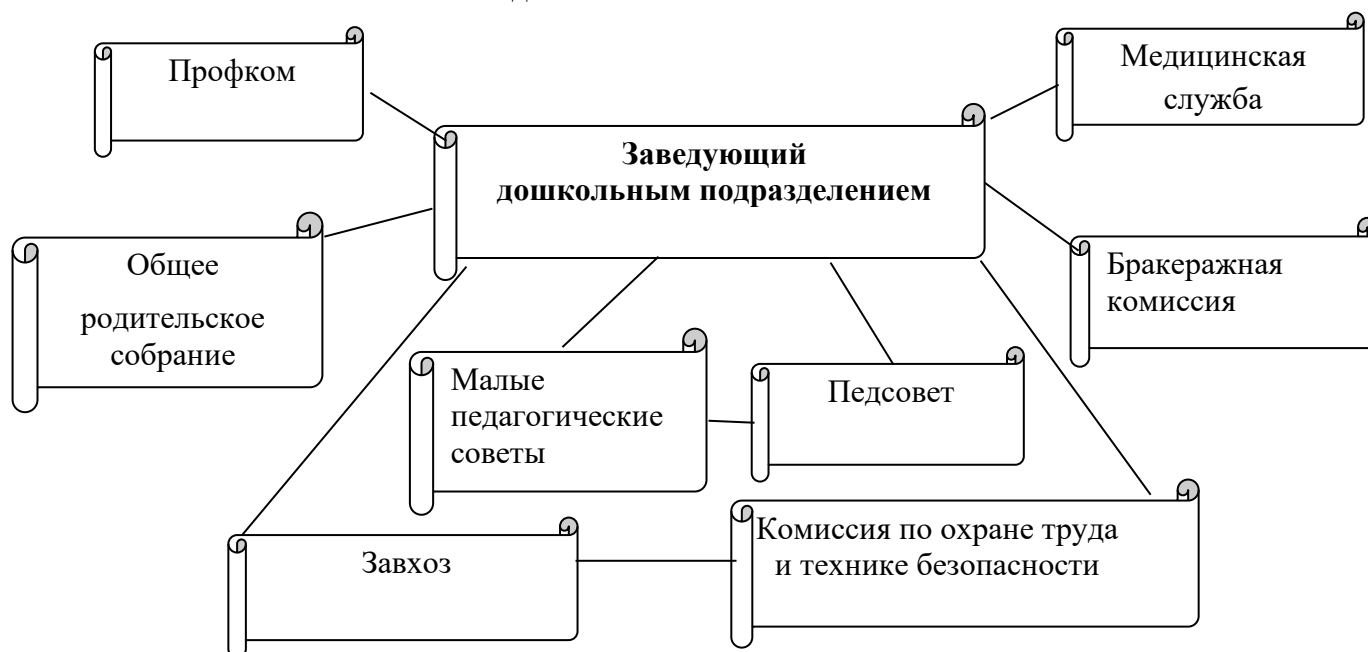 Профком
Медицинская
служба
Заведующий
дошкольным подразделением
Общее
родительское
собрание
Бракеражная
комиссия
Малые
педагогические
советы
Педсовет
Завхоз
Комиссия по охране труда
и технике безопасности